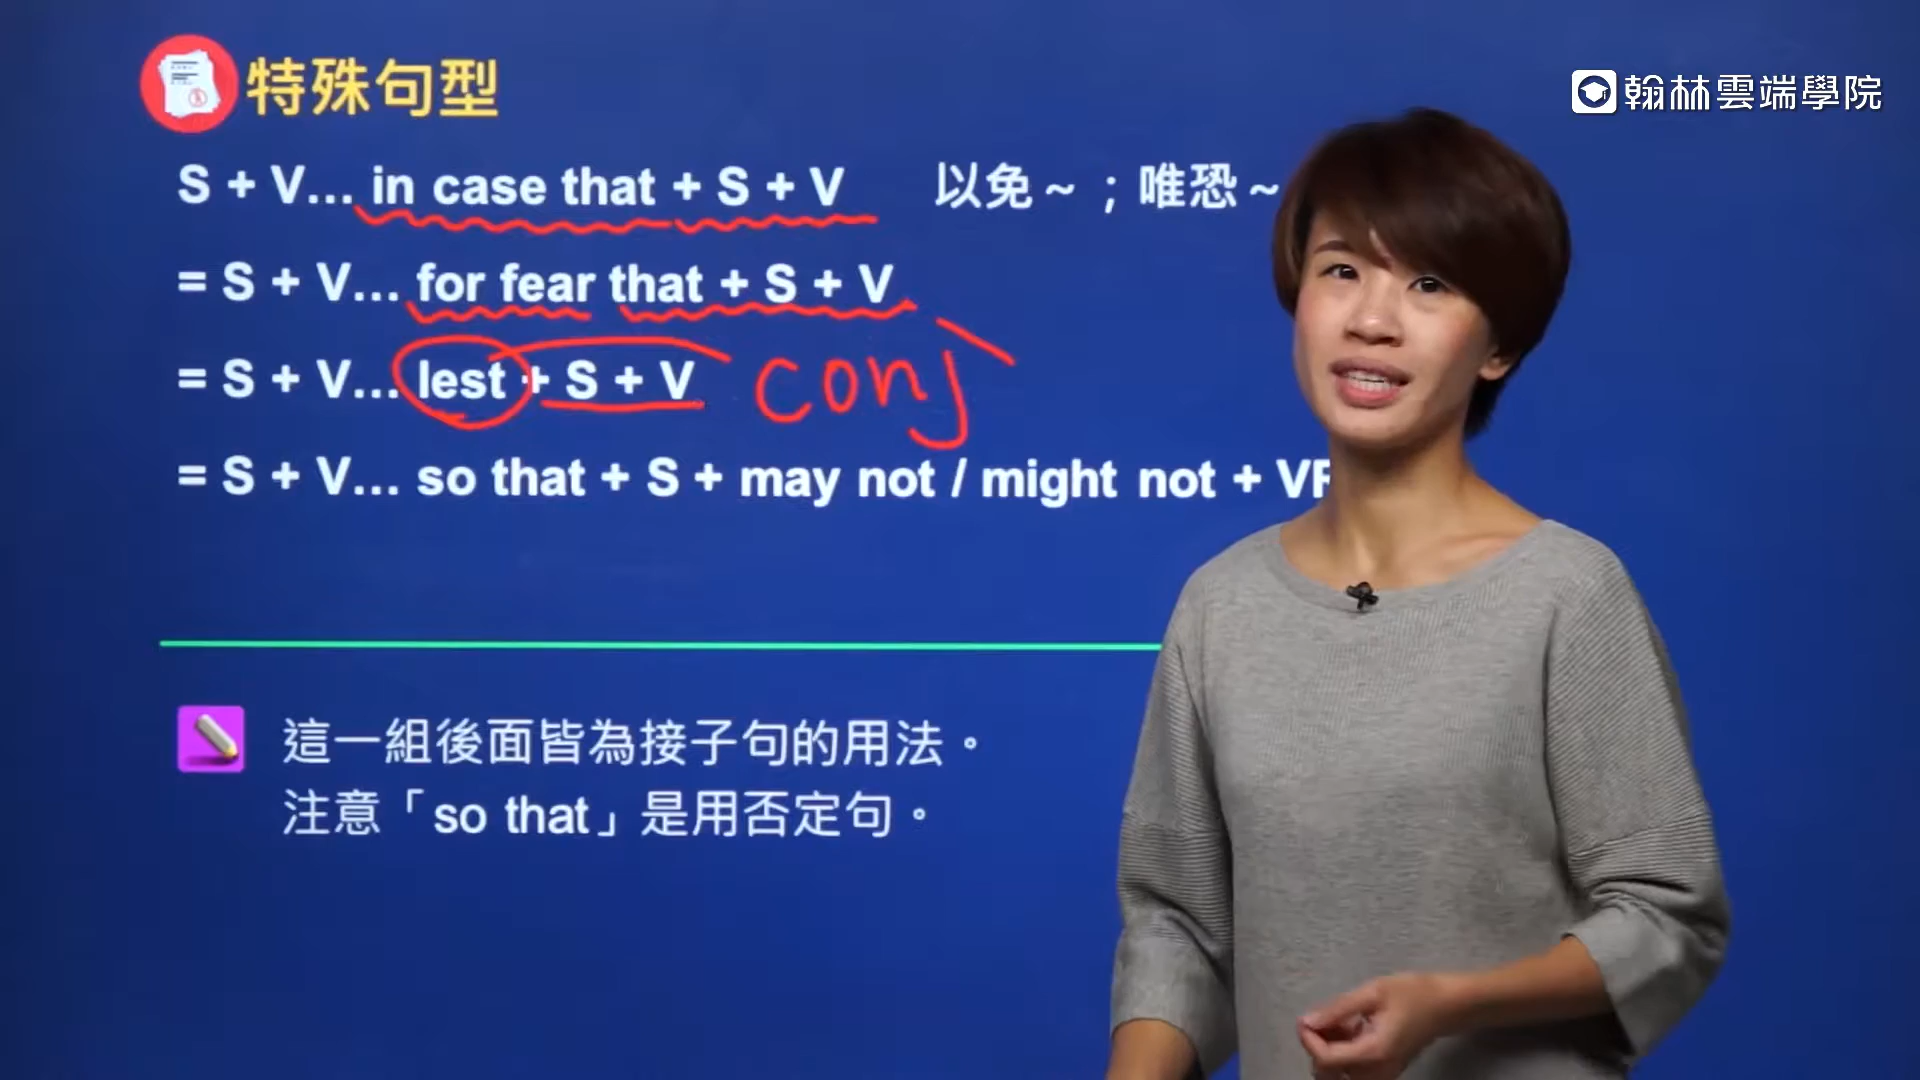 特殊句型
翰林雲端學院
S + V... in case that + S + V 以免～；唯恐～
= S + V... for fear that + S + V
= S + V... lest + S + V conj
= S + V... so that + S + may not / might not +
這一組後面皆為接子句的用法。
注意「so that」是用否定句。